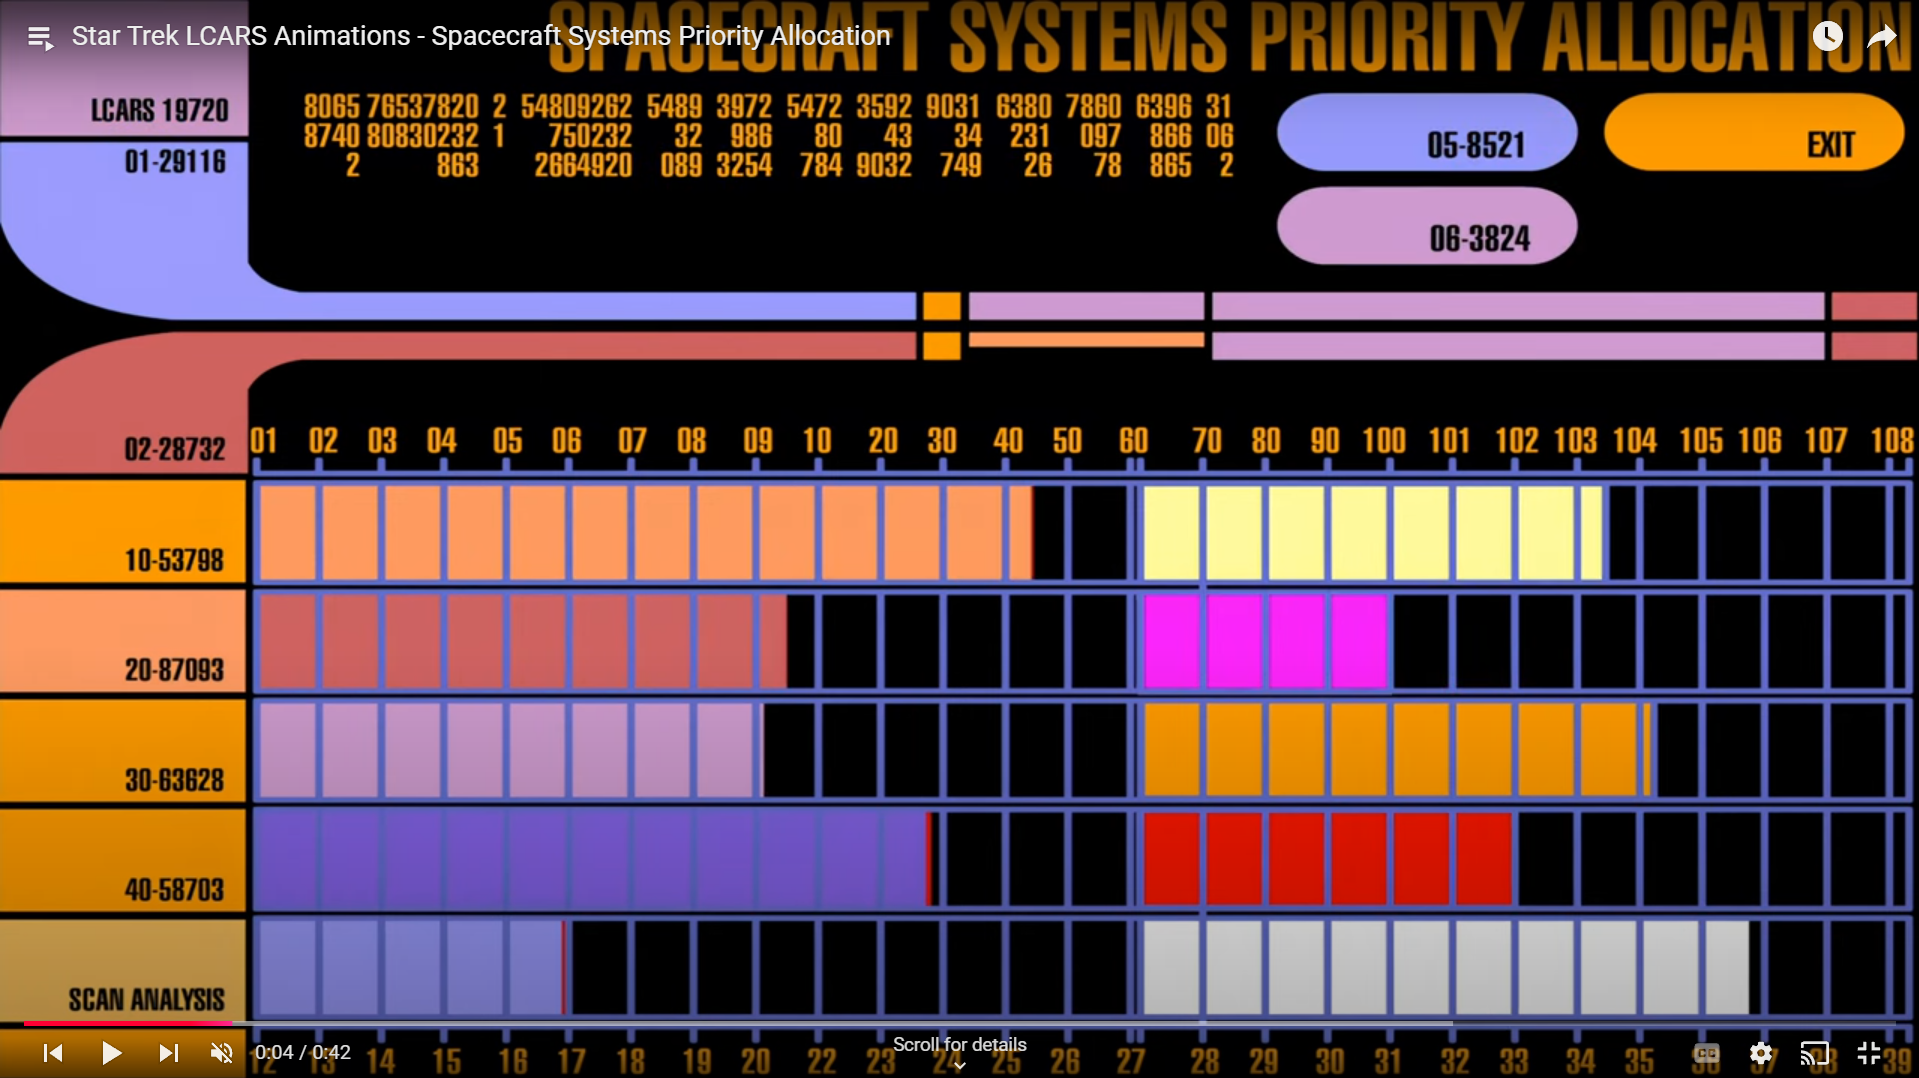 SPACECRAFT SYSTEMS PRIORITY ALLOCATION
Star Trek LCARS Animations - Spacecraft Systems Priority Allocation
LCARS 19720
8065 76537820 2 54809262 5489 3972 5472 3592 9031 6380 7860 6396 31
8740 80830232 1 750232 32 986 80 43 34 231 097 866 06
2 863 2664920 089 3254 784 9032 749 26 78 865 2
05-8521
EXIT
01-29116
06-3824
02-28732
01 02 03 04 05 06 07 08 09 10 20 30 40 50 60 70 80 90 100 101 102 103 104 105 106 107 108
10-53798
20-87093
30-63628
40-58703
SCAN ANALYSIS
0:04 / 0:42
Scroll for details
CC
12 13 14 15 16 17 18 19 20 22 23 24 25 26 27 28 29 30 31 32 33 34 35 36 39